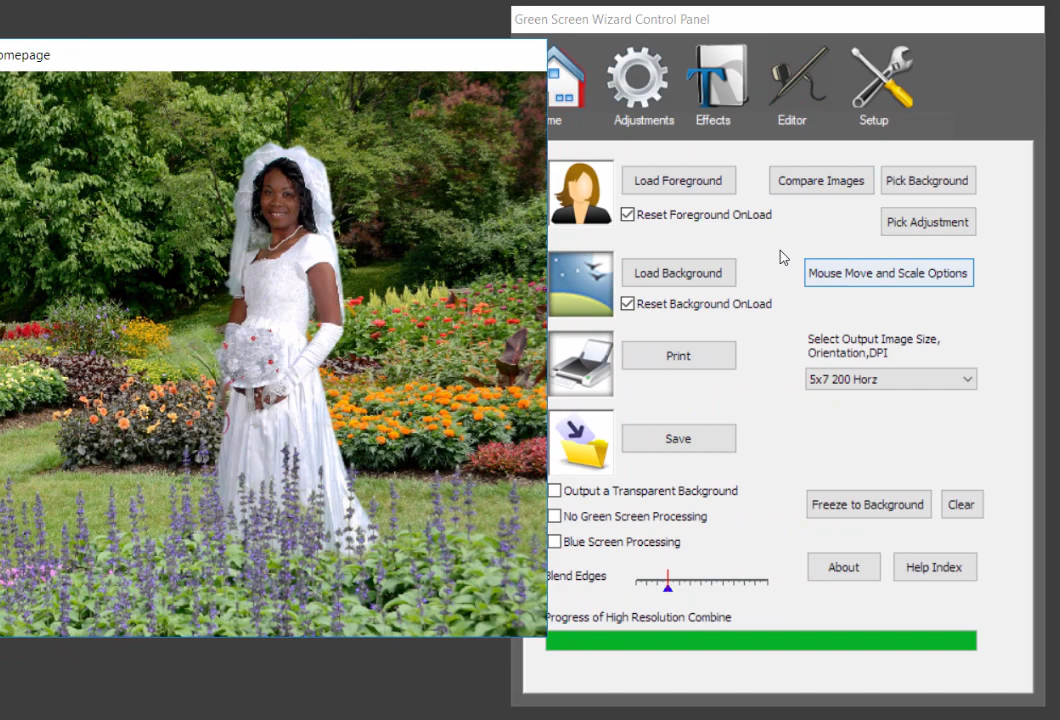 Green Screen Wizard Control Panel
omepage
me
Adjustments
Effects
Editor
Setup
Load Foreground
Compare Images
Pick Background
Reset Foreground OnLoad
Pick Adjustment
Load Background
Mouse Move and Scale Options
Reset Background OnLoad
Select Output Image Size,
Orientation,DPI
Print
5x7 200 Horz
Save
Output a Transparent Background
Freeze to Background
Clear
No Green Screen Processing
Blue Screen Processing
About
Help Index
Blend Edges
Progress of High Resolution Combine